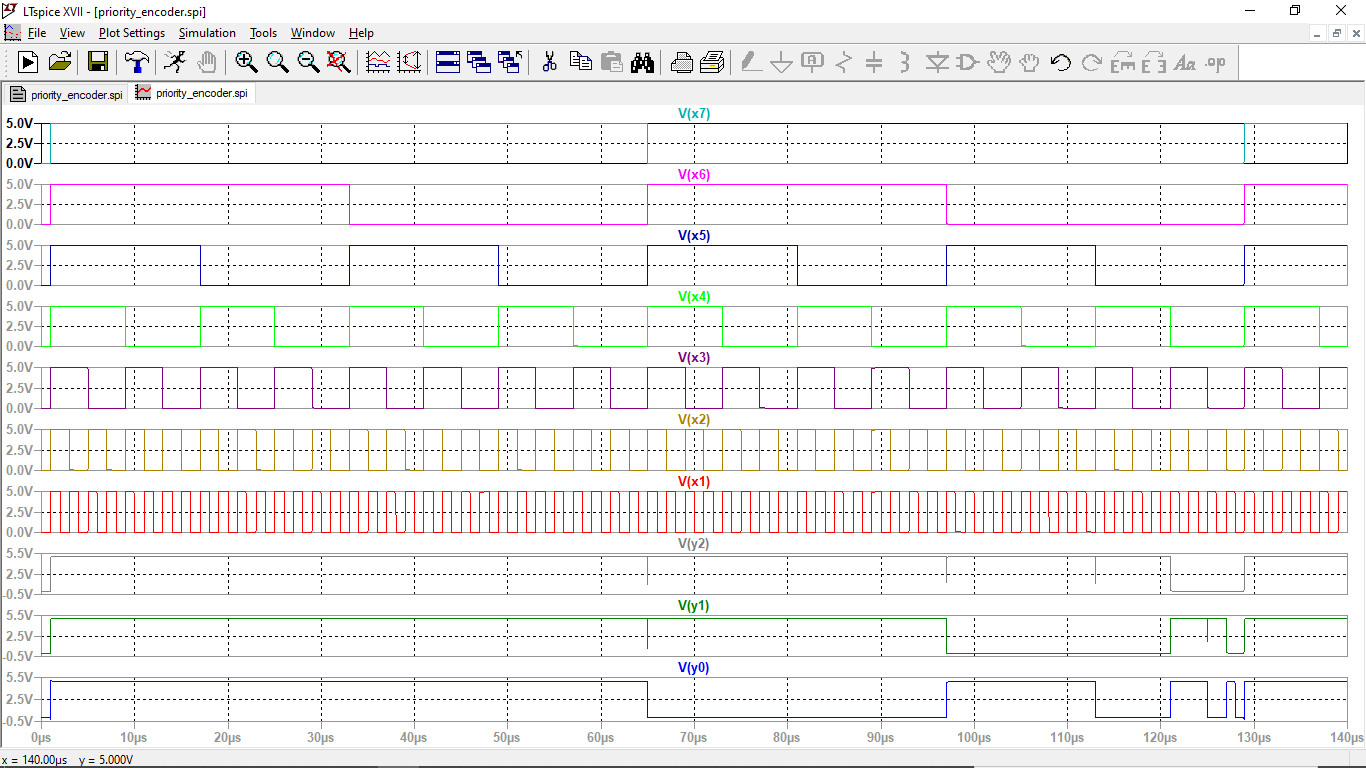 LTspice XVII - [priority_encoder.spi]
File View Plot Settings Simulation Tools Window Help
priority_encoder.spi priority_encoder.spi
V(x7)
5.0V
2.5V
0.0V
V(x6)
5.0V
2.5V
0.0V
V(x5)
5.0V
2.5V
0.0V
V(x4)
5.0V
2.5V
0.0V
V(x3)
5.0V
2.5V
0.0V
V(x2)
5.0V
2.5V
0.0V
V(x1)
5.0V
2.5V
0.0V
V(y2)
5.5V
2.5V
-0.5V
V(y1)
5.5V
2.5V
-0.5V
V(y0)
5.5V
2.5V
-0.5V
0µs 10µs 20µs 30µs 40µs 50µs 60µs 70µs 80µs 90µs 100µs 110µs 120µs 130µs 140µs
x = 140.00µs y = 5.000V